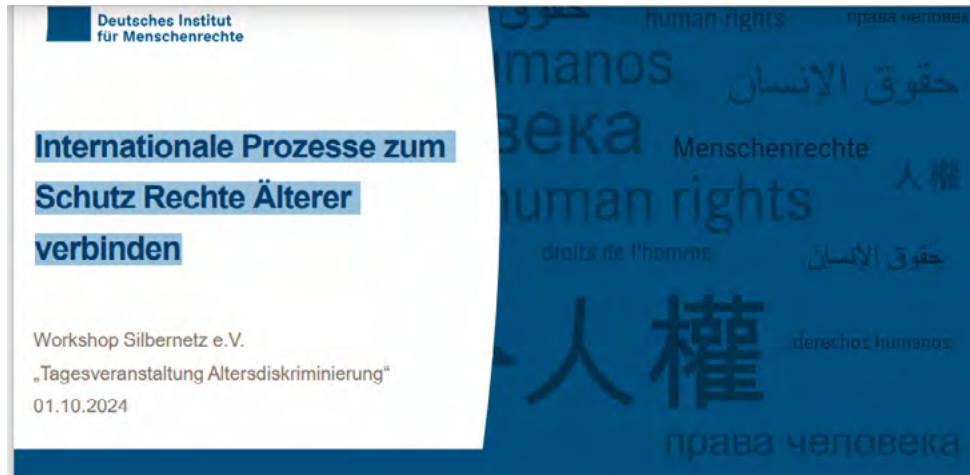 Deutsches Institut
für Menschenrechte
Internationale Prozesse zum
Schutz Rechte Älterer
verbinden
Workshop Silbernetz e.V.
„Tagesveranstaltung Altersdiskriminierung“
01.10.2024
حقوق
human rights
права человек
manos
حقوق الإنسان
века
Menschenrechte
人權
uman rights
droits de l'homme
حقوق الإنسان
人權
derechos humanos
права человека